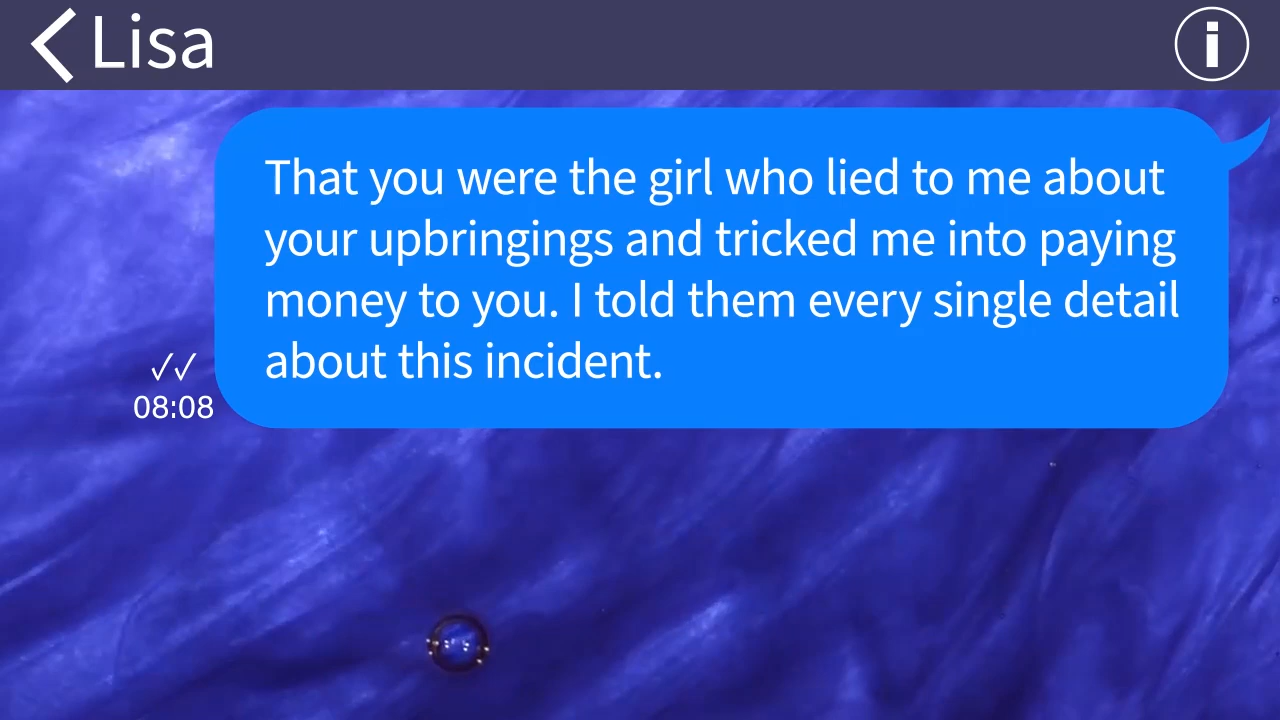 Lisa
That you were the girl who lied to me about
your upbringings and tricked me into paying
money to you. I told them every single detail
about this incident.
✓✓
08:08